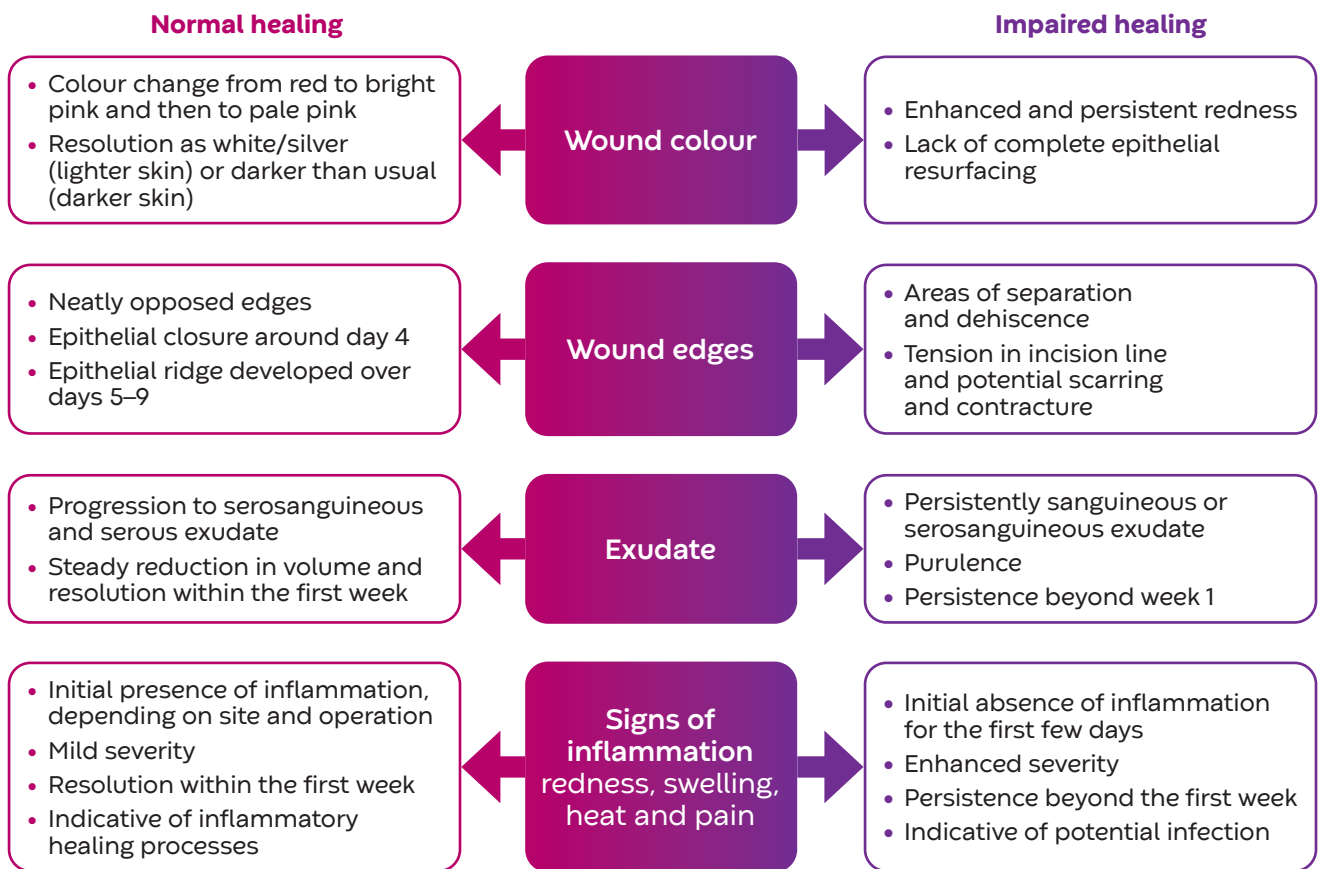 Normal healing
Impaired healing
• Colour change from red to bright
pink and then to pale pink
• Resolution as white/silver
(lighter skin) or darker than usual
(darker skin)
Wound colour
• Enhanced and persistent redness
• Lack of complete epithelial
resurfacing
• Neatly opposed edges
• Epithelial closure around day 4
• Epithelial ridge developed over
days 5–9
Wound edges
• Areas of separation
and dehiscence
• Tension in incision line
and potential scarring
and contracture
• Progression to serosanguineous
and serous exudate
• Steady reduction in volume and
resolution within the first week
Exudate
• Persistently sanguineous or
serosanguineous exudate
• Purulence
• Persistence beyond week 1
• Initial presence of inflammation,
depending on site and operation
• Mild severity
• Resolution within the first week
• Indicative of inflammatory
healing processes
Signs of
inflammation
redness, swelling,
heat and pain
• Initial absence of inflammation
for the first few days
• Enhanced severity
• Persistence beyond the first week
• Indicative of potential infection